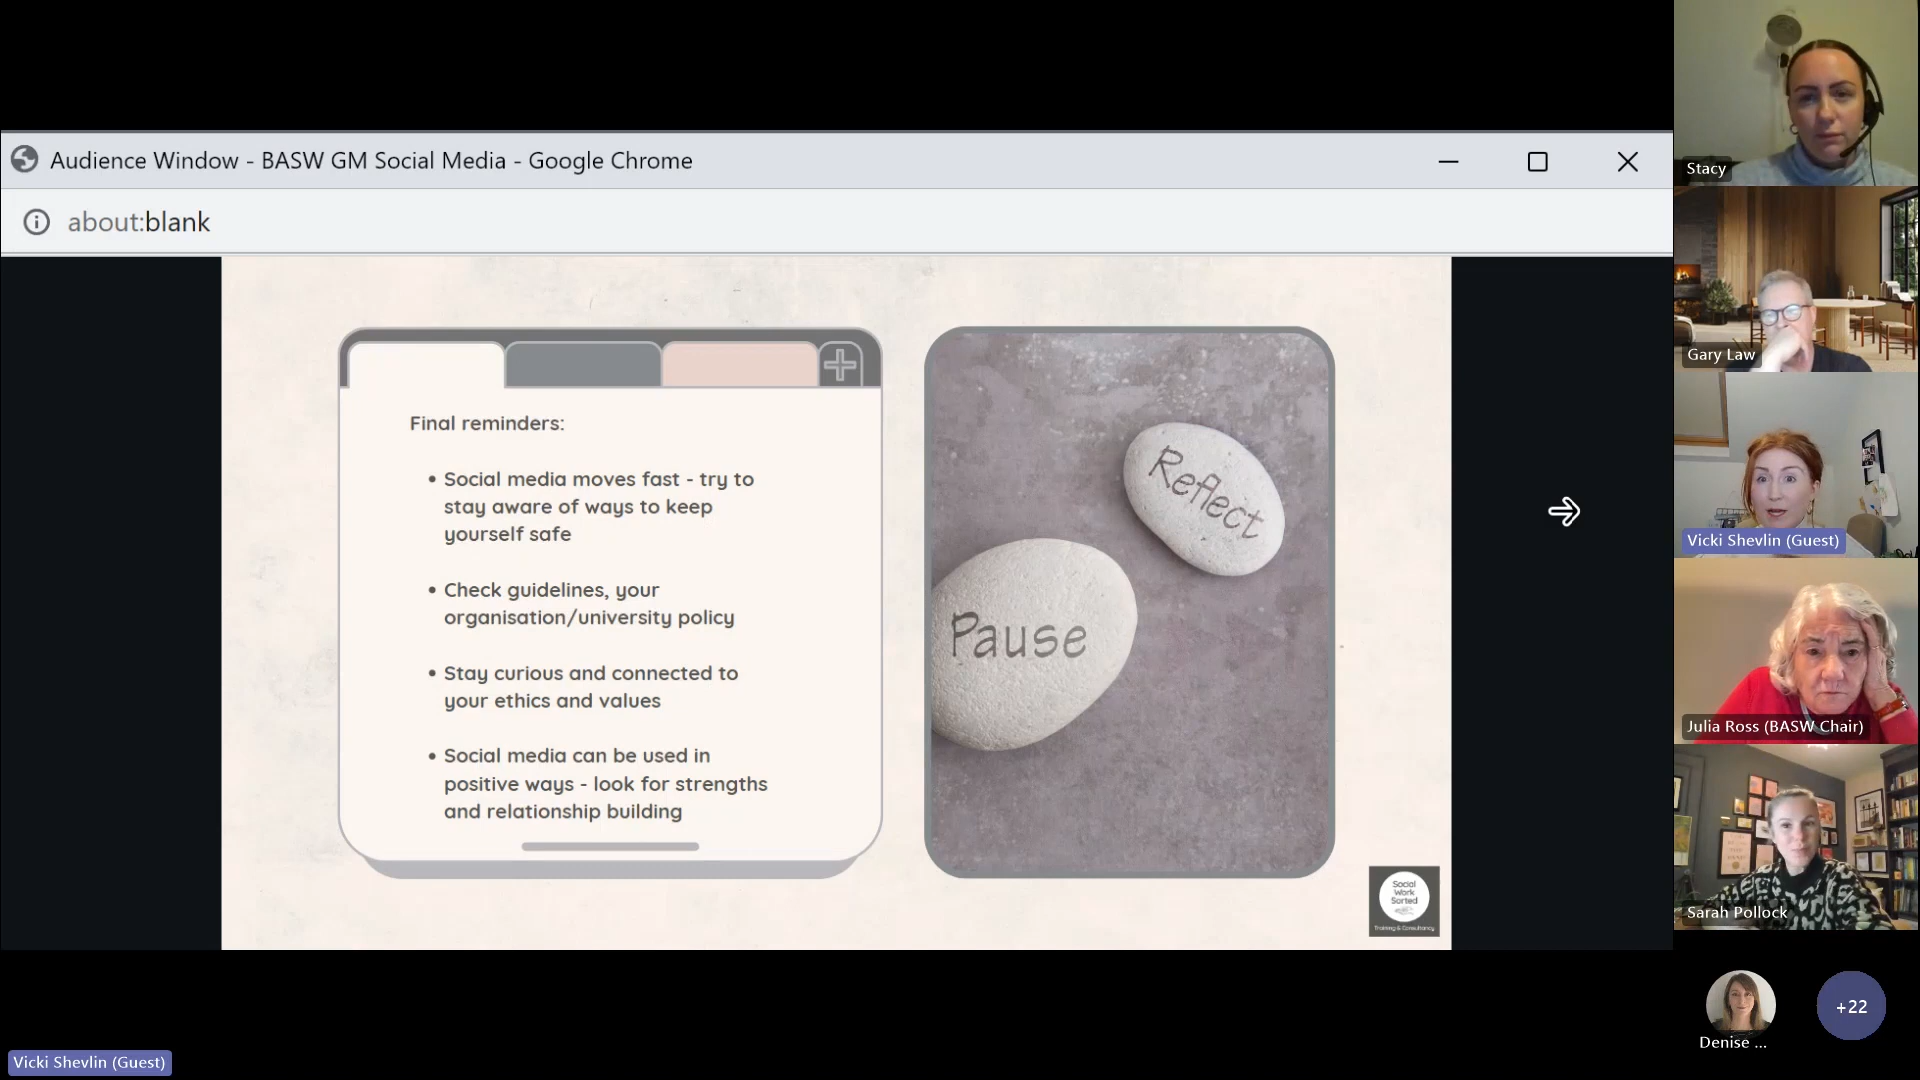 Audience Window - BASW GM Social Media - Google Chrome
about:blank
Final reminders:
• Social media moves fast - try to
stay aware of ways to keep
yourself safe
• Check guidelines, your
organisation/university policy
• Stay curious and connected to
your ethics and values
• Social media can be used in
positive ways - look for strengths
and relationship building
Reflect
Pause
Social
Work
Sorted
Training & Consultancy
Stacy
Gary Law
Vicki Shevlin (Guest)
Julia Ross (BASW Chair)
Sarah Pollock
Denise ...
+22
Vicki Shevlin (Guest)